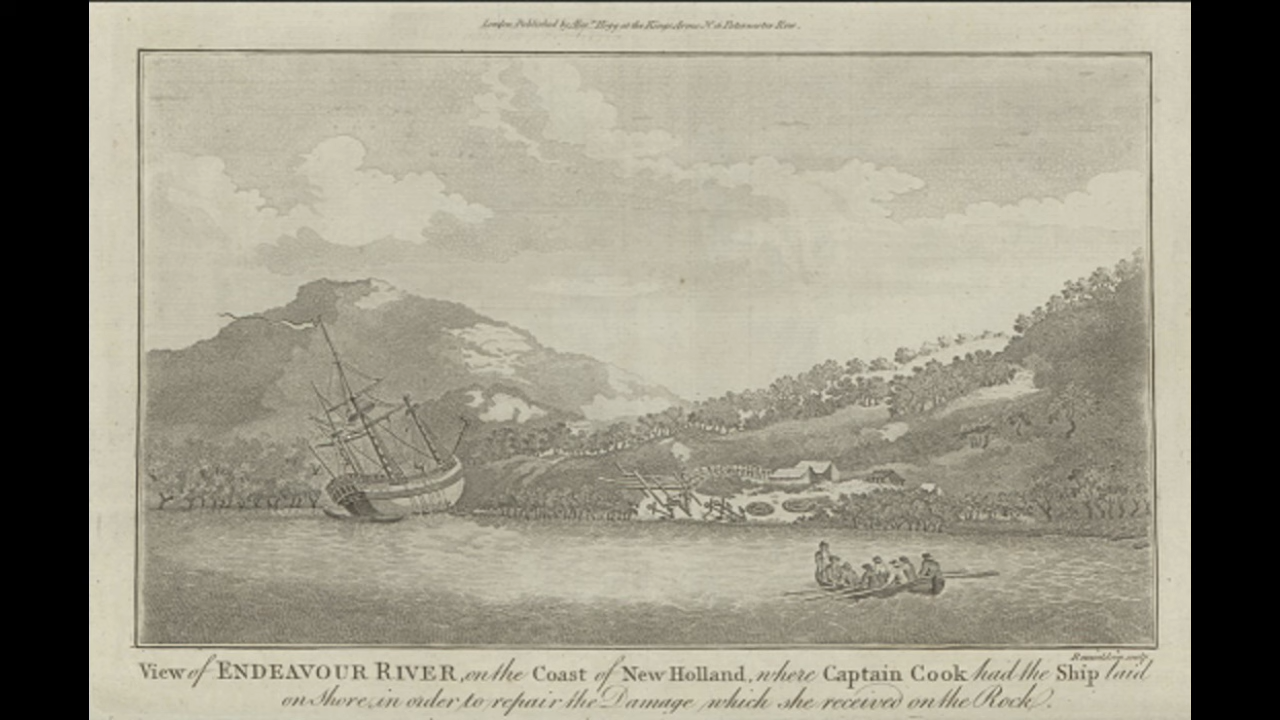 London, Published by Alexr. Hogg at the Kings Arms No. 16 Paternoster Row.
View of ENDEAVOUR RIVER, on the Coast of New Holland, where Captain Cook had the Ship laid
on Shore, in order to repair the Damage which she received on the Rock.
sculp.